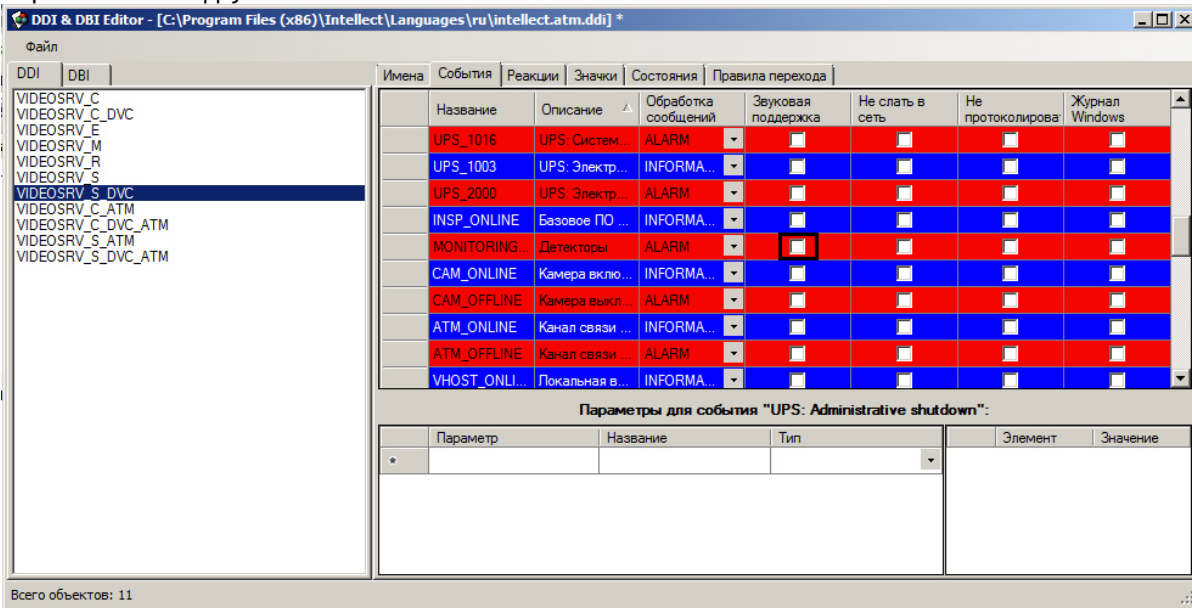 DDI & DBI Editor - [C:\Program Files (x86)\Intellect\Languages\ru\intellect.atm.ddi] *
Файл
DDI DBI
VIDEOSRV_C
VIDEOSRV_C_DVC
VIDEOSRV_E
VIDEOSRV_M
VIDEOSRV_R
VIDEOSRV_S
VIDEOSRV_S_DVC
VIDEOSRV_C_ATM
VIDEOSRV_C_DVC_ATM
VIDEOSRV_S_ATM
VIDEOSRV_S_DVC_ATM
Имена События Реакции Значки Состояния Правила перехода
Название Описание Обработка сообщений Звуковая поддержка Не слать в сеть Не протоколирова Журнал Windows
UPS_1016 UPS: Систем... ALARM
UPS_1003 UPS: Электр... INFORMA...
UPS_2000 UPS: Электр... ALARM
INSP_ONLINE Базовое ПО ... INFORMA...
MONITORING... Детекторы ALARM
CAM_ONLINE Камера вклю... INFORMA...
CAM_OFFLINE Камера выкл... ALARM
ATM_ONLINE Канал связи ... INFORMA...
ATM_OFFLINE Канал связи ... ALARM
VHOST_ONLI... Локальная в... INFORMA...
Параметры для события "UPS: Administrative shutdown":
Параметр Название Тип Элемент Значение
*
Всего объектов: 11